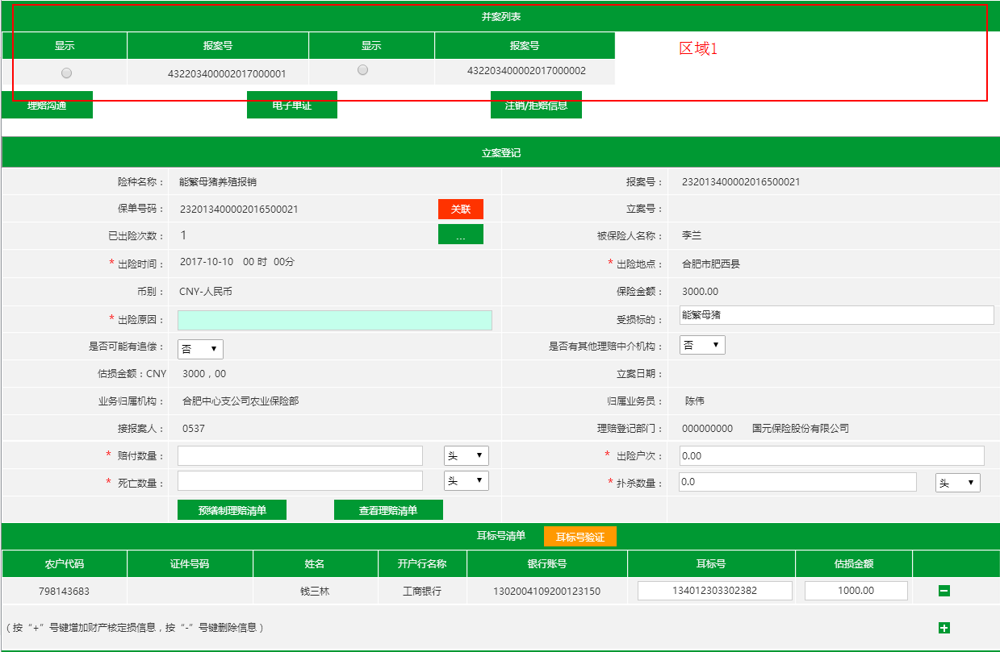 并案列表
显示 报案号 显示 报案号
区域1
432203400002017000001 432203400002017000002
理赔沟通 电子单证 注销/拒赔信息
立案登记
险种名称： 能繁母猪养殖报销 报案号： 232013400002016500021
保单号码： 232013400002016500021 关联 立案号：
已出险次数： 1 ... 被保险人名称： 李兰
* 出险时间： 2017-10-10 00 时 00分 * 出险地点： 合肥市肥西县
币别： CNY-人民币 保险金额： 3000.00
* 出险原因： 受损标的： 能繁母猪
是否可能有追偿： 否 是否有其他理赔中介机构： 否
估损金额：CNY 3000，00 立案日期：
业务归属机构： 合肥中心支公司农业保险部 归属业务员： 陈伟
接报案人： 0537 理赔登记部门： 000000000 国元保险股份有限公司
* 赔付数量： 头 * 出险户次： 0.00
* 死亡数量： 头 * 扑杀数量： 0.0 头
预缮制理赔清单 查看理赔清单
耳标号清单 耳标号验证
农户代码 证件号码 姓名 开户行名称 银行账号 耳标号 估损金额
798143683 钱三林 工商银行 1302004109200123150 134012303302382 1000.00
（按“+”号键增加财产核定损信息，按“-”号键删除信息）